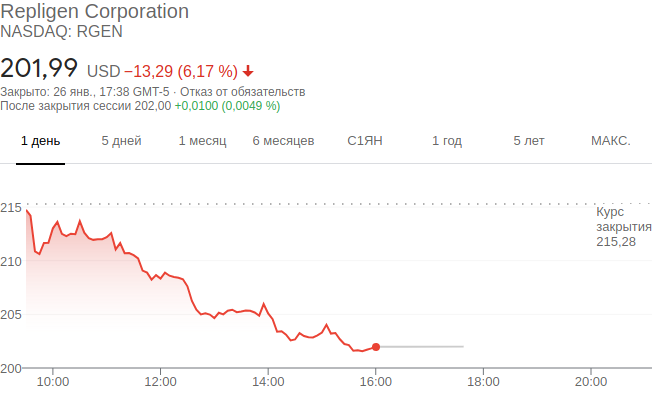 Repligen Corporation
NASDAQ: RGEN
201,99 USD −13,29 (6,17 %)
Закрыто: 26 янв., 17:38 GMT-5 · Отказ от обязательств
После закрытия сессии 202,00 +0,0100 (0,0049 %)
1 день 5 дней 1 месяц 6 месяцев С1ЯН 1 год 5 лет МАКС.
215
Курс
закрытия
215,28
210
205
200
10:00 12:00 14:00 16:00 18:00 20:00